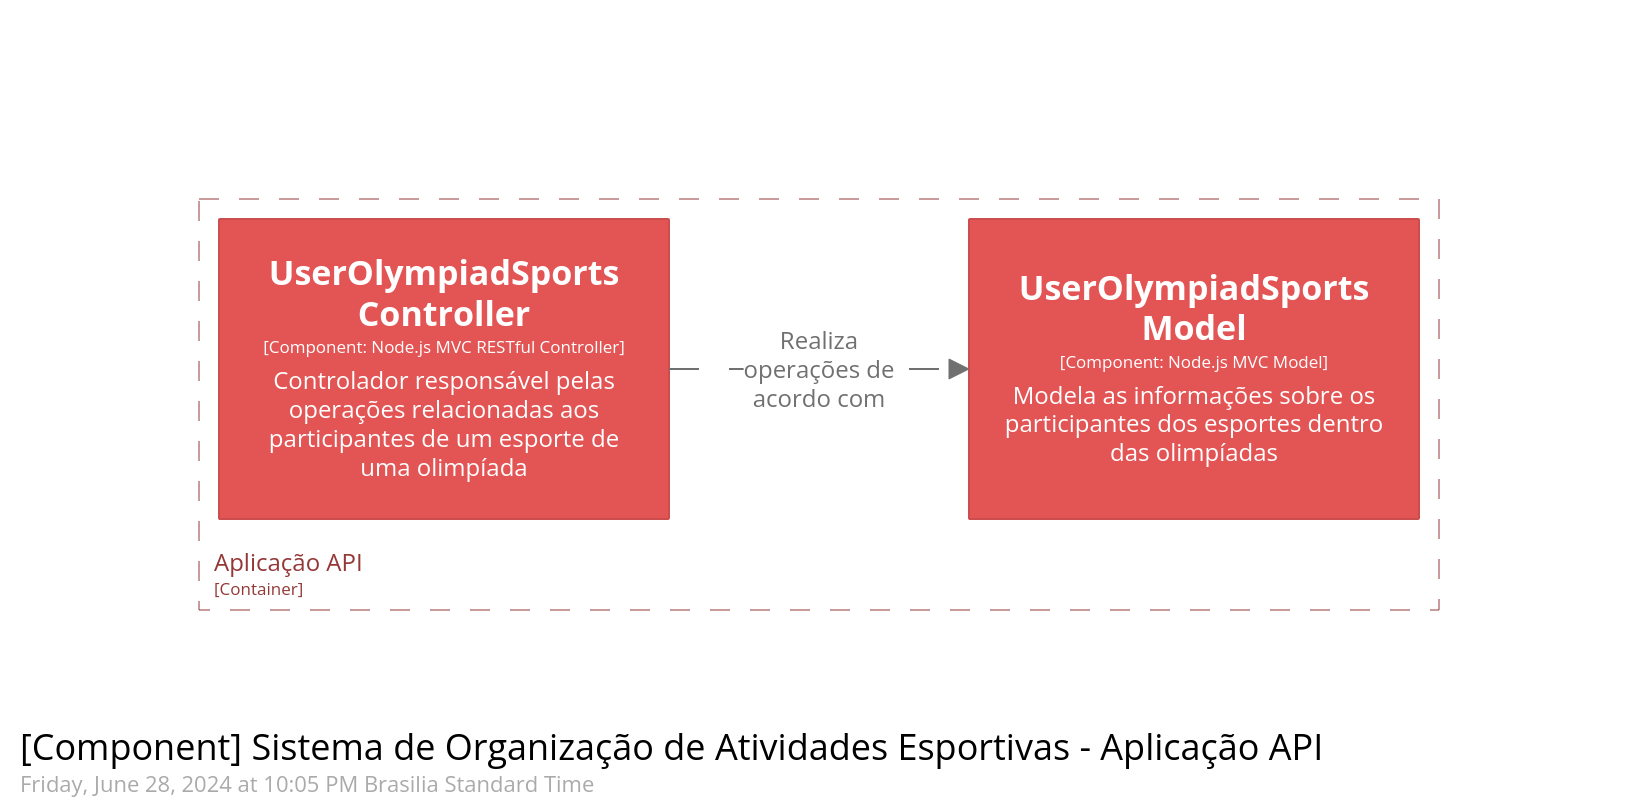 UserOlympiadSports
Controller
[Component: Node.js MVC RESTful Controller]
Controlador responsável pelas
operações relacionadas aos
participantes de um esporte de
uma olimpíada
Realiza
operações de
acordo com
UserOlympiadSports
Model
[Component: Node.js MVC Model]
Modela as informações sobre os
participantes dos esportes dentro
das olimpíadas
Aplicação API
[Container]
[Component] Sistema de Organização de Atividades Esportivas - Aplicação API
Friday, June 28, 2024 at 10:05 PM Brasilia Standard Time